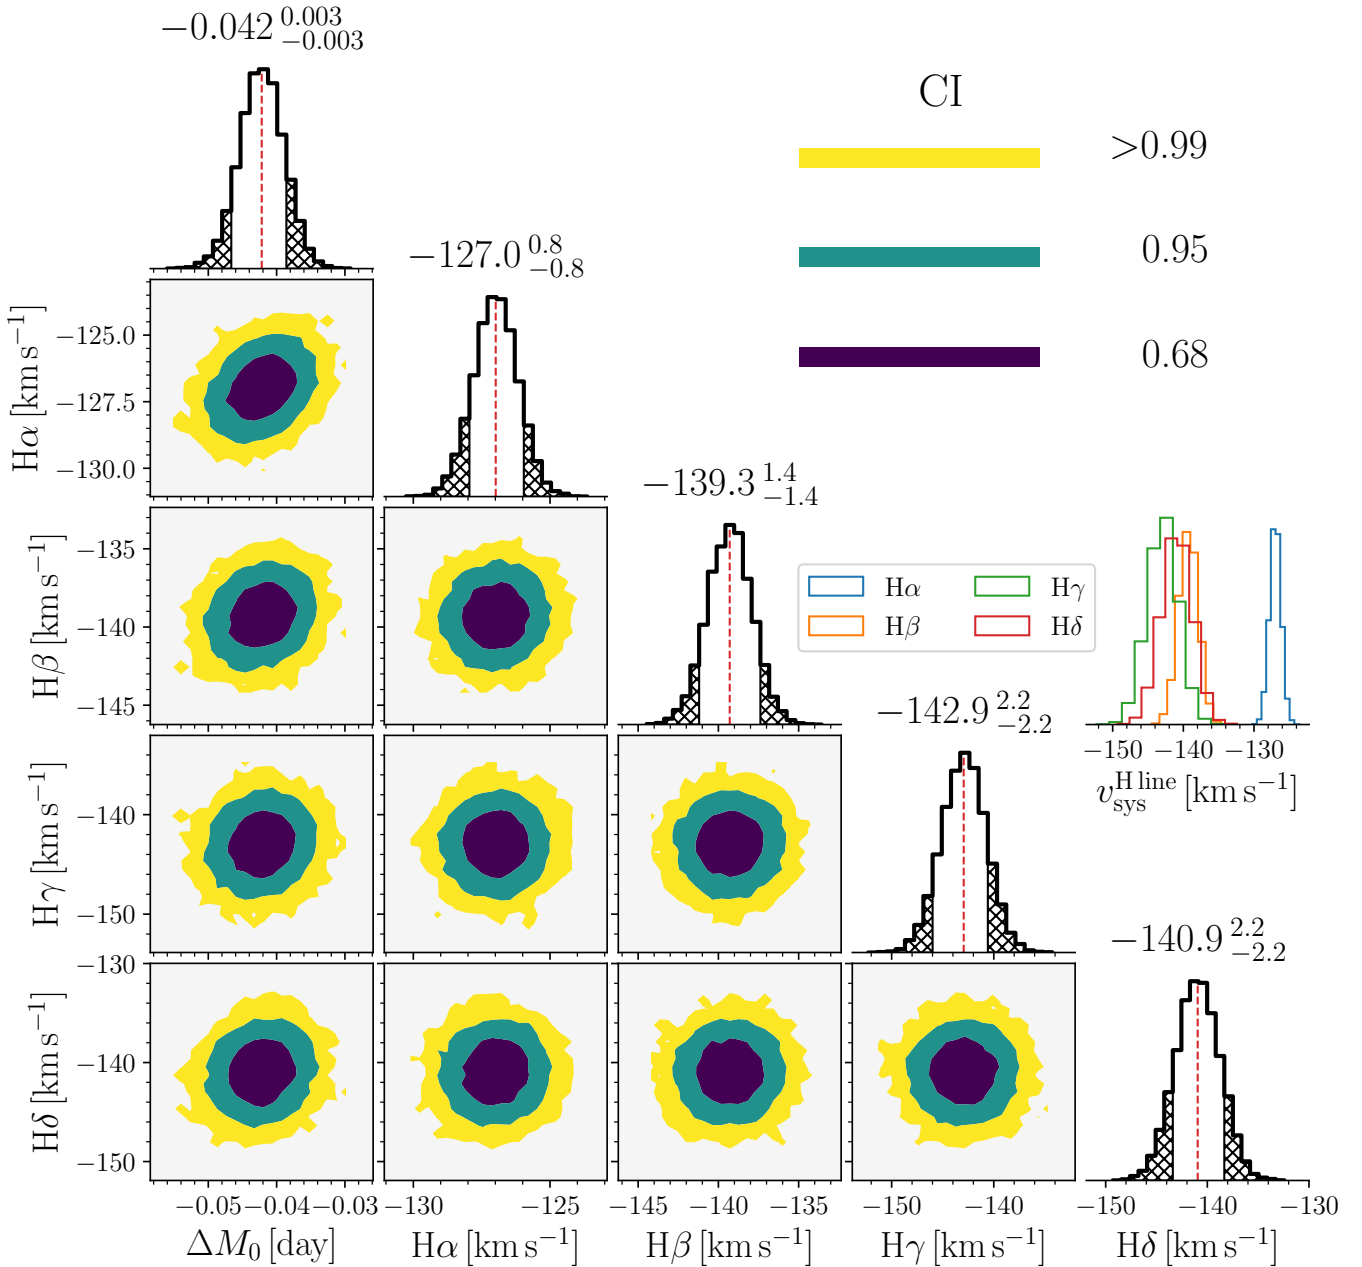 −0.042 0.003 −0.003
CI
>0.99
−127.0 0.8 −0.8
0.95
0.68
Hα [km s⁻¹]
−125.0
−127.5
−130.0
−139.3 1.4 −1.4
Hβ [km s⁻¹]
−135
−140
−145
Hα Hγ
Hβ Hδ
−142.9 2.2 −2.2
−150 −140 −130
v_sys^{H line} [km s⁻¹]
Hγ [km s⁻¹]
−140
−150
−140.9 2.2 −2.2
Hδ [km s⁻¹]
−130
−140
−150
−0.05 −0.04 −0.03 −130 −125 −145 −140 −135 −150 −140 −150 −140 −130
ΔM₀ [day] Hα [km s⁻¹] Hβ [km s⁻¹] Hγ [km s⁻¹] Hδ [km s⁻¹]